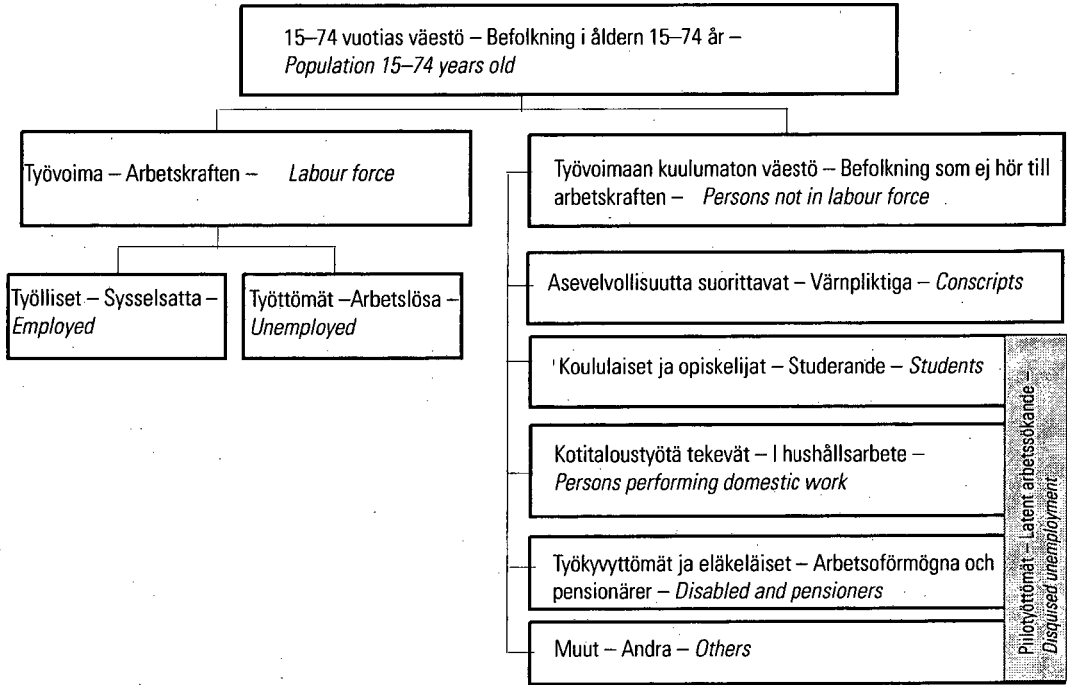 15–74 vuotias väestö – Befolkning i åldern 15–74 år –
Population 15–74 years old
Työvoima – Arbetskraften – Labour force
Työvoimaan kuulumaton väestö – Befolkning som ej hör till
arbetskraften – Persons not in labour force
Työlliset – Sysselsatta –
Employed
Työttömät –Arbetslösa –
Unemployed
Asevelvollisuutta suorittavat – Värnpliktiga – Conscripts
Koululaiset ja opiskelijat – Studerande – Students
Kotitaloustyötä tekevät – I hushållsarbete –
Persons performing domestic work
Työkyvyttömät ja eläkeläiset – Arbetsoförmögna och
pensionärer – Disabled and pensioners
Muut – Andra – Others
Piilotyöttömät – Latent arbetssökande –
Disquised unemployment